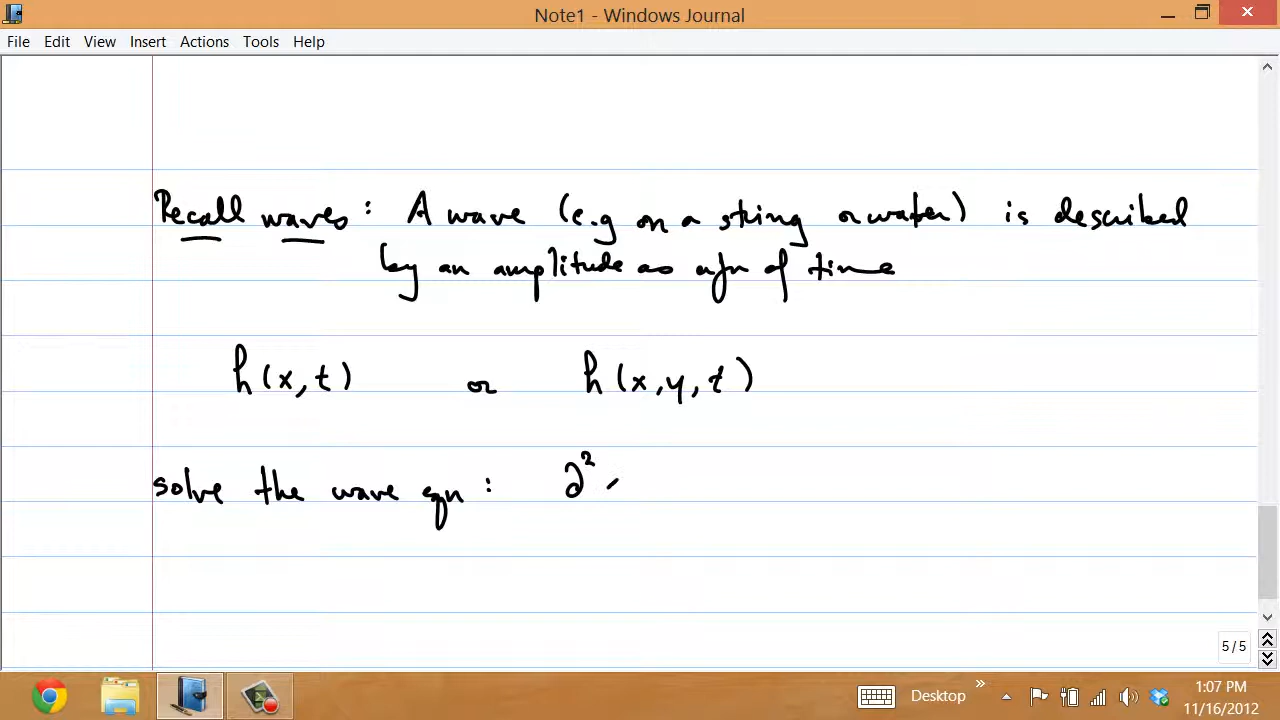 Note1 - Windows Journal
File Edit View Insert Actions Tools Help
Recall waves: A wave (e.g on a string or water) is described
by an amplitude as a fn of time
h(x,t) or h(x,y,t)
solve the wave eqn: ∂²
5/5
Desktop
1:07 PM
11/16/2012